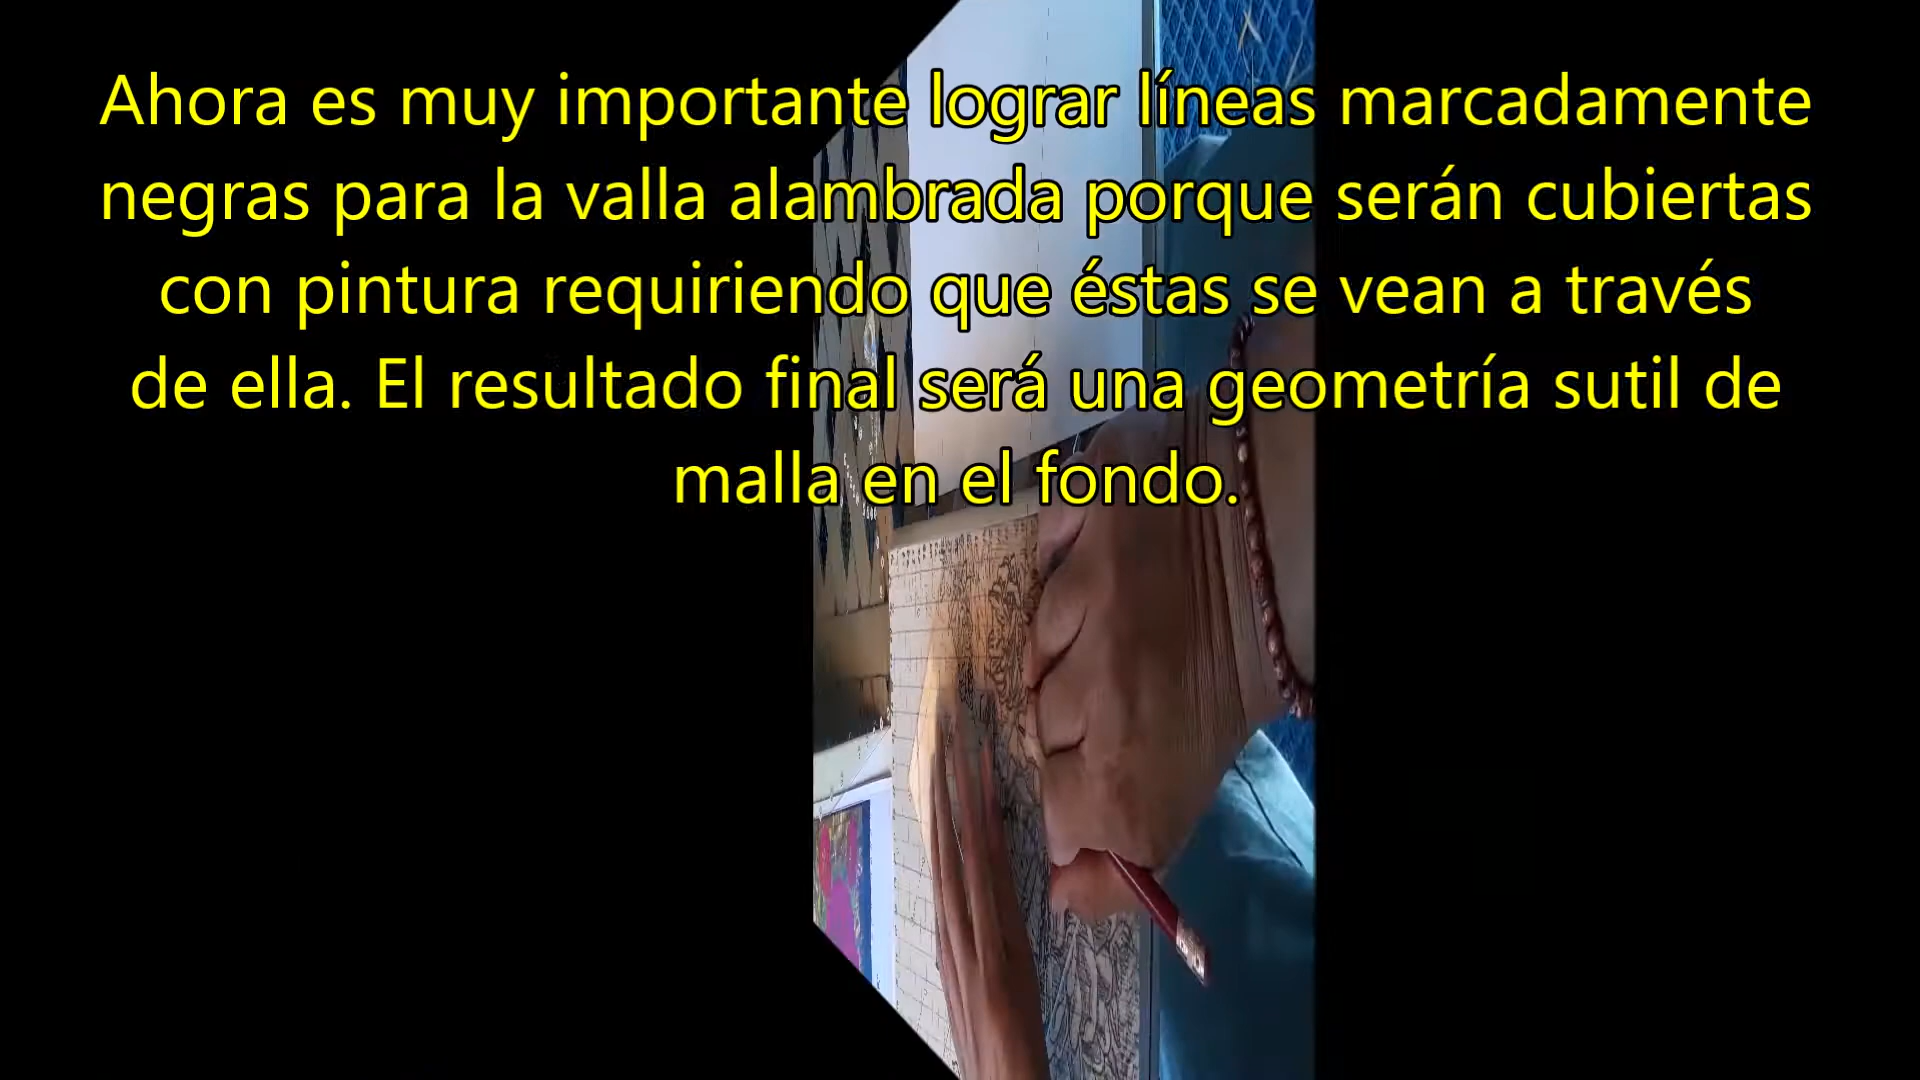 Ahora es muy importante lograr líneas marcadamente
negras para la valla alambrada porque serán cubiertas
con pintura requiriendo que éstas se vean a través
de ella. El resultado final será una geometría sutil de
malla en el fondo.